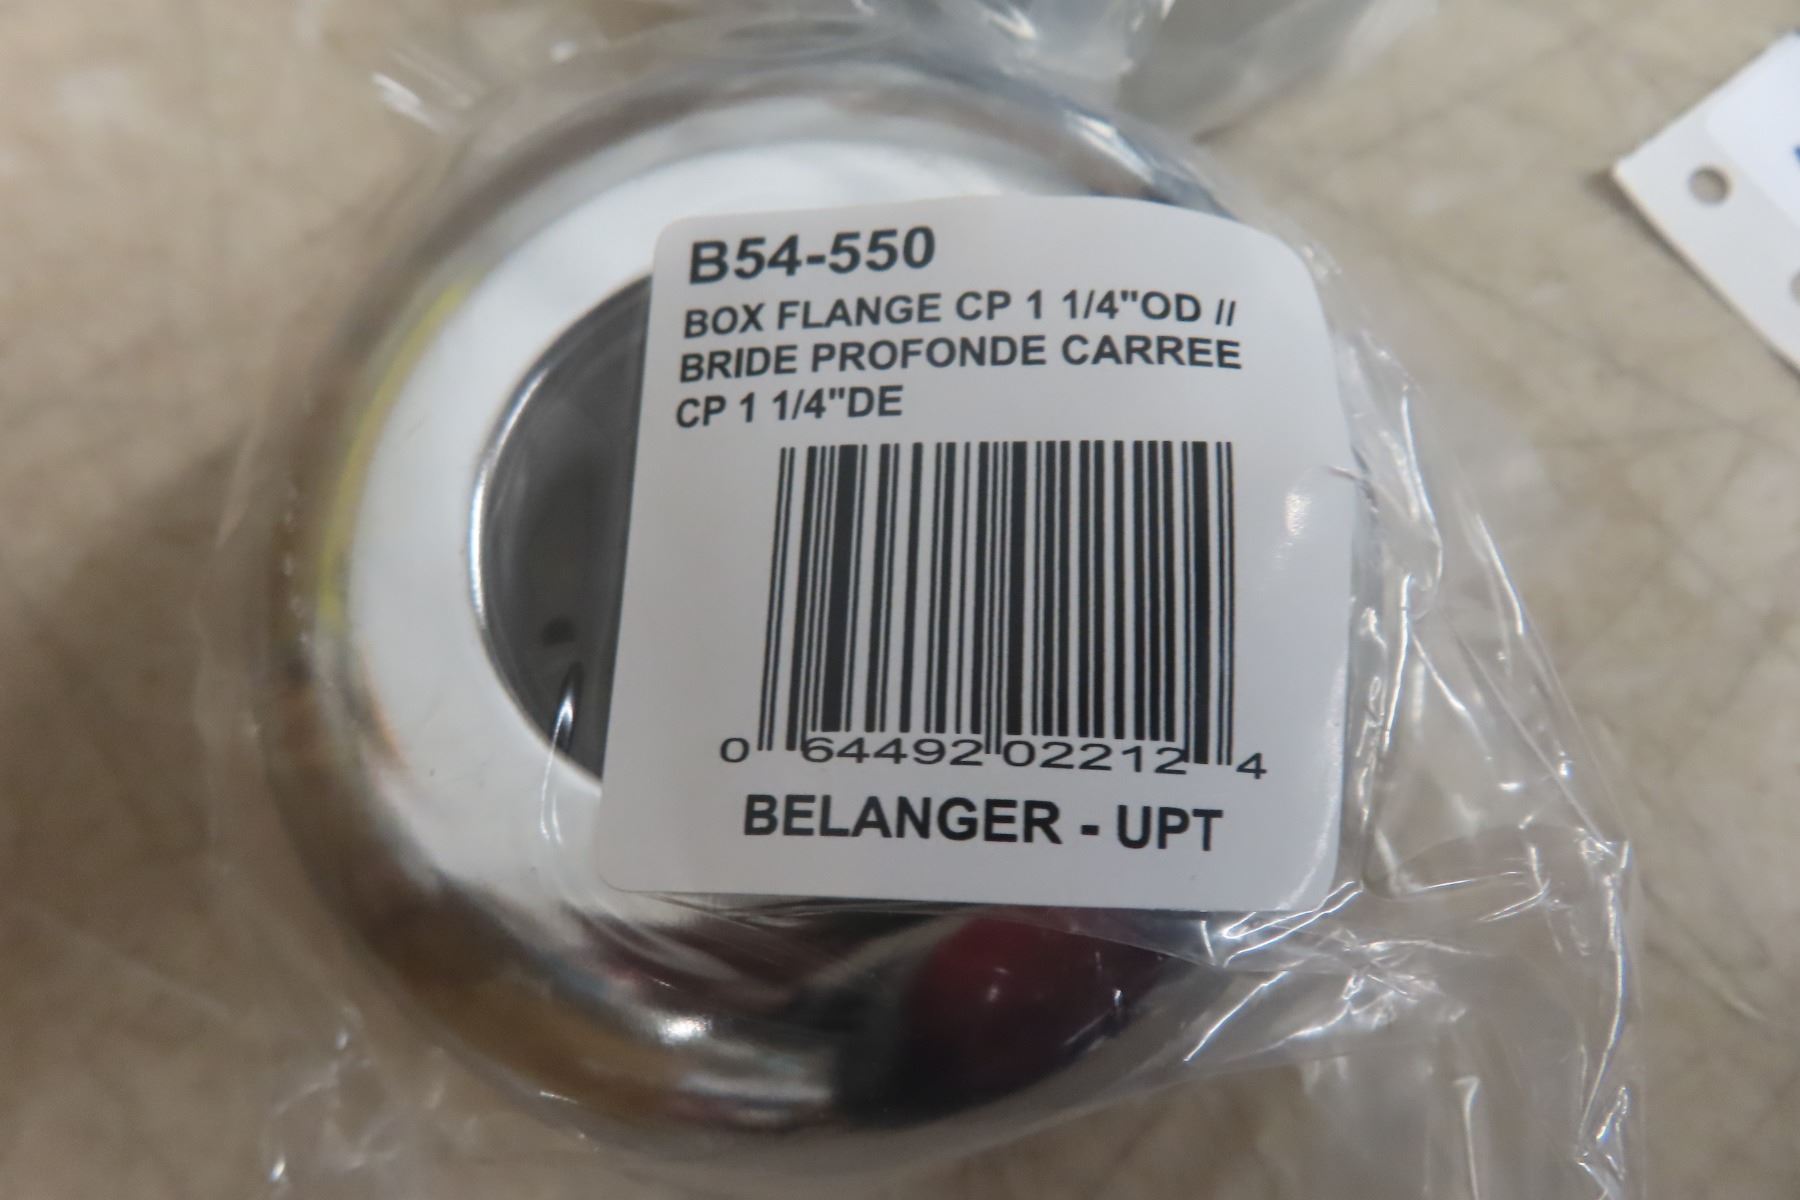 B54-550
BOX FLANGE CP 1 1/4"OD //
BRIDE PROFONDE CARREE
CP 1 1/4"DE
0 64492 02212 4
BELANGER - UPT